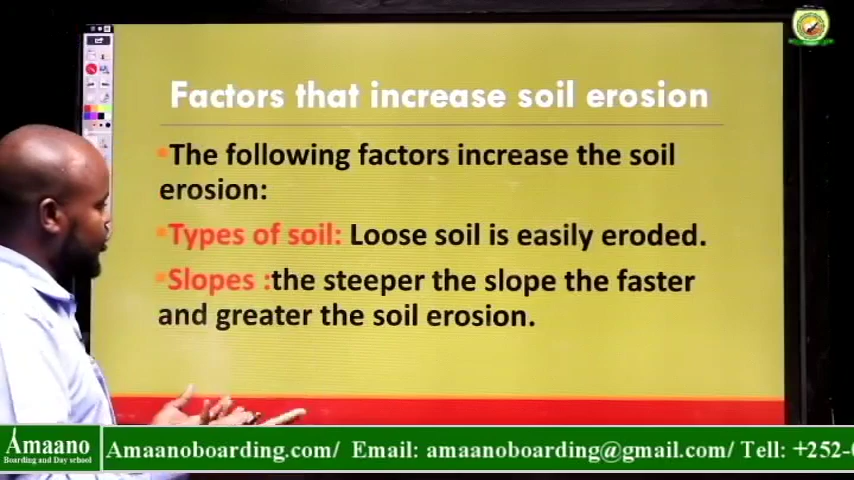 Factors that increase soil erosion
The following factors increase the soil
erosion:
Types of soil: Loose soil is easily eroded.
Slopes :the steeper the slope the faster
and greater the soil erosion.
Amaano
Boarding and Day school
Amaanoboarding.com/ Email: amaanoboarding@gmail.com/ Tell: +252-